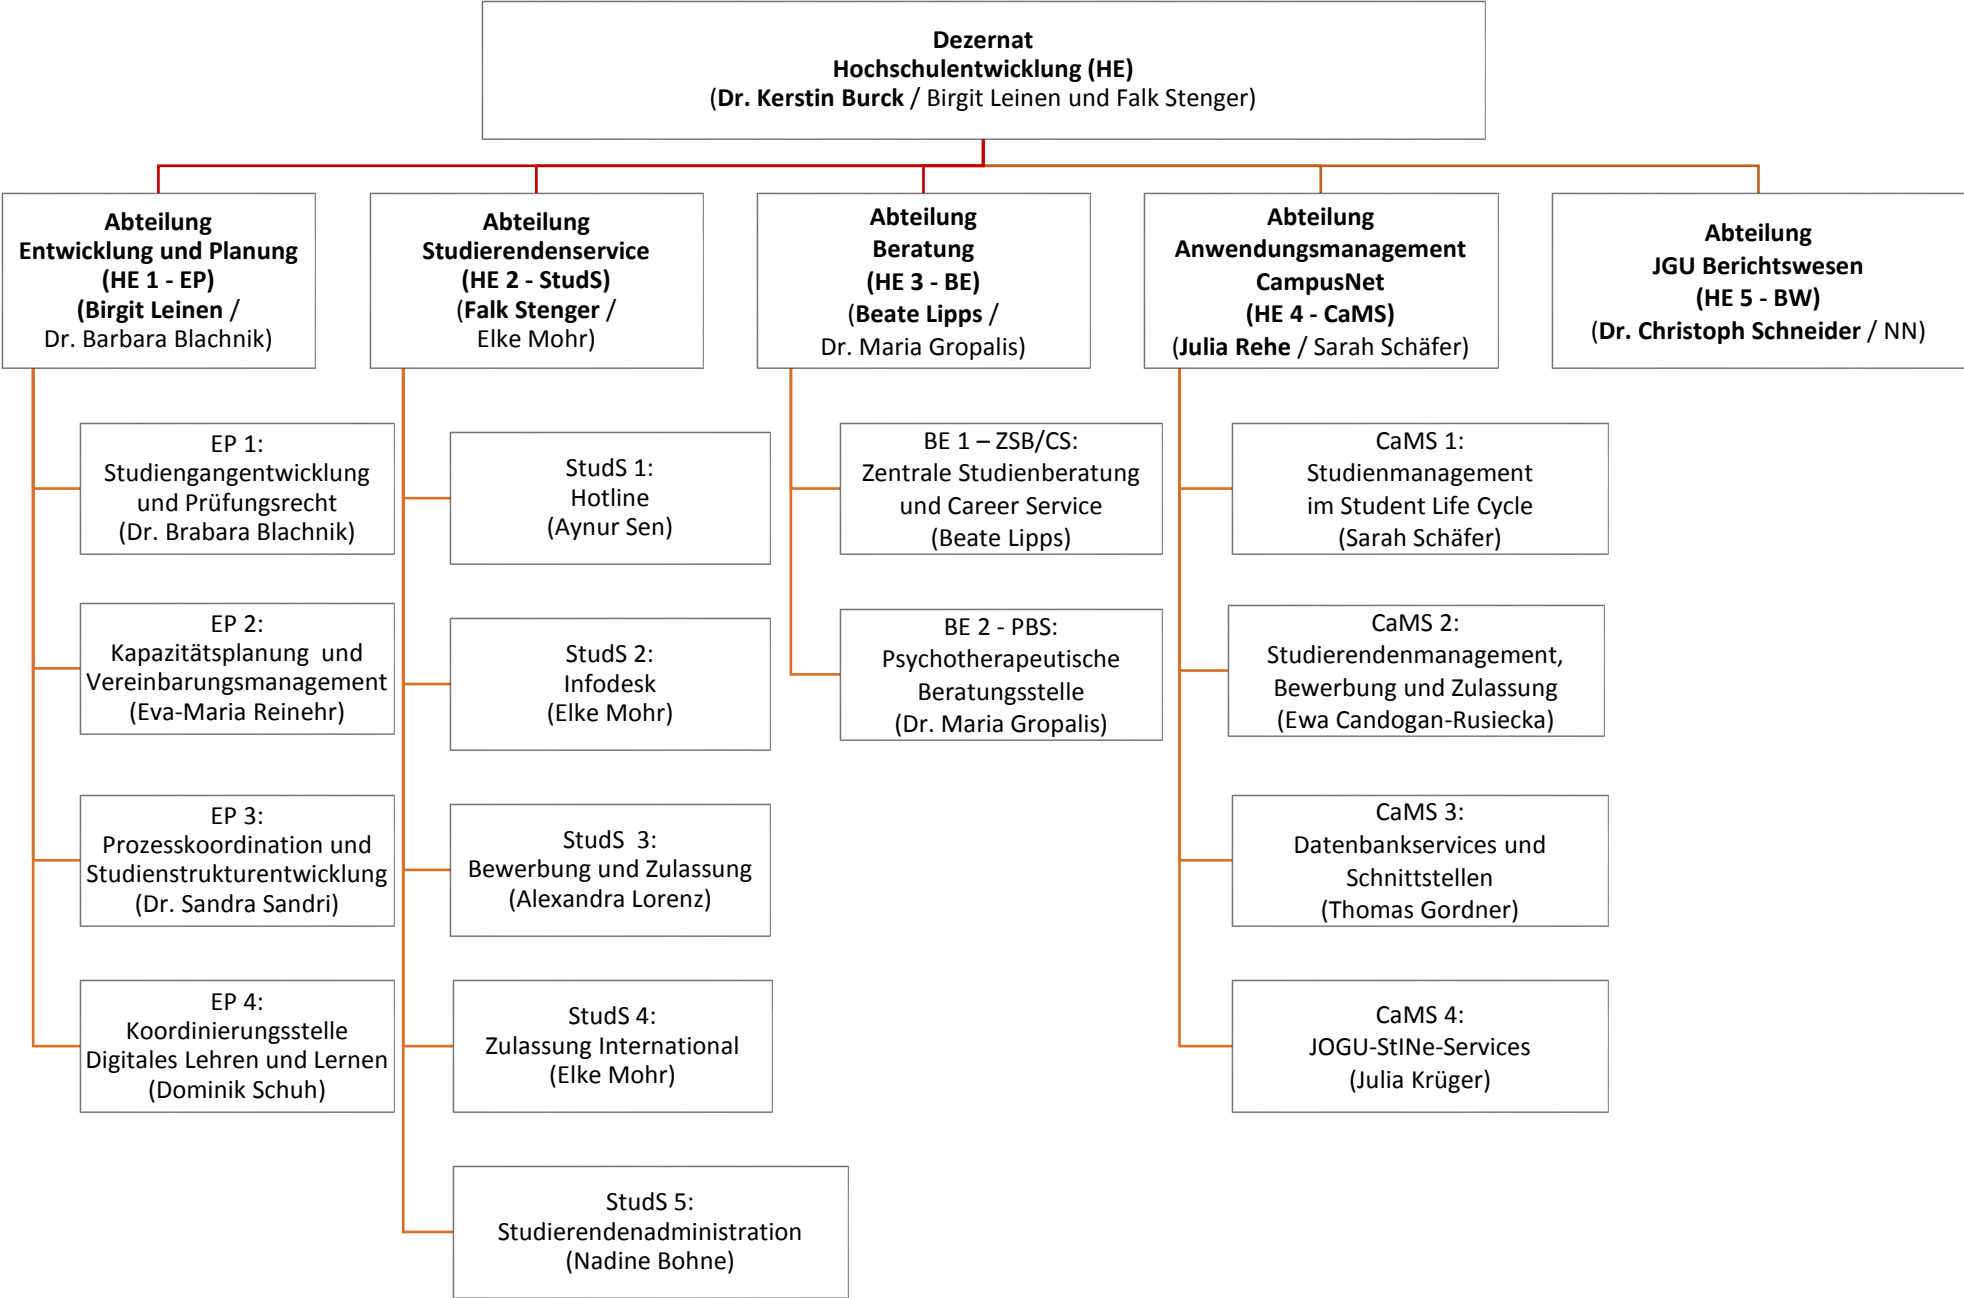 Dezernat
Hochschulentwicklung (HE)
(Dr. Kerstin Burck / Birgit Leinen und Falk Stenger)
Abteilung
Entwicklung und Planung
(HE 1 - EP)
(Birgit Leinen /
Dr. Barbara Blachnik)
Abteilung
Studierendenservice
(HE 2 - StudS)
(Falk Stenger /
Elke Mohr)
Abteilung
Beratung
(HE 3 - BE)
(Beate Lipps /
Dr. Maria Gropalis)
Abteilung
Anwendungsmanagement
CampusNet
(HE 4 - CaMS)
(Julia Rehe / Sarah Schäfer)
Abteilung
JGU Berichtswesen
(HE 5 - BW)
(Dr. Christoph Schneider / NN)
EP 1:
Studiengangentwicklung
und Prüfungsrecht
(Dr. Brabara Blachnik)
EP 2:
Kapazitätsplanung und
Vereinbarungsmanagement
(Eva-Maria Reinehr)
EP 3:
Prozesskoordination und
Studienstrukturentwicklung
(Dr. Sandra Sandri)
EP 4:
Koordinierungsstelle
Digitales Lehren und Lernen
(Dominik Schuh)
StudS 1:
Hotline
(Aynur Sen)
StudS 2:
Infodesk
(Elke Mohr)
StudS 3:
Bewerbung und Zulassung
(Alexandra Lorenz)
StudS 4:
Zulassung International
(Elke Mohr)
StudS 5:
Studierendenadministration
(Nadine Bohne)
BE 1 – ZSB/CS:
Zentrale Studienberatung
und Career Service
(Beate Lipps)
BE 2 - PBS:
Psychotherapeutische
Beratungsstelle
(Dr. Maria Gropalis)
CaMS 1:
Studienmanagement
im Student Life Cycle
(Sarah Schäfer)
CaMS 2:
Studierendenmanagement,
Bewerbung und Zulassung
(Ewa Candogan-Rusiecka)
CaMS 3:
Datenbankservices und
Schnittstellen
(Thomas Gordner)
CaMS 4:
JOGU-StINe-Services
(Julia Krüger)